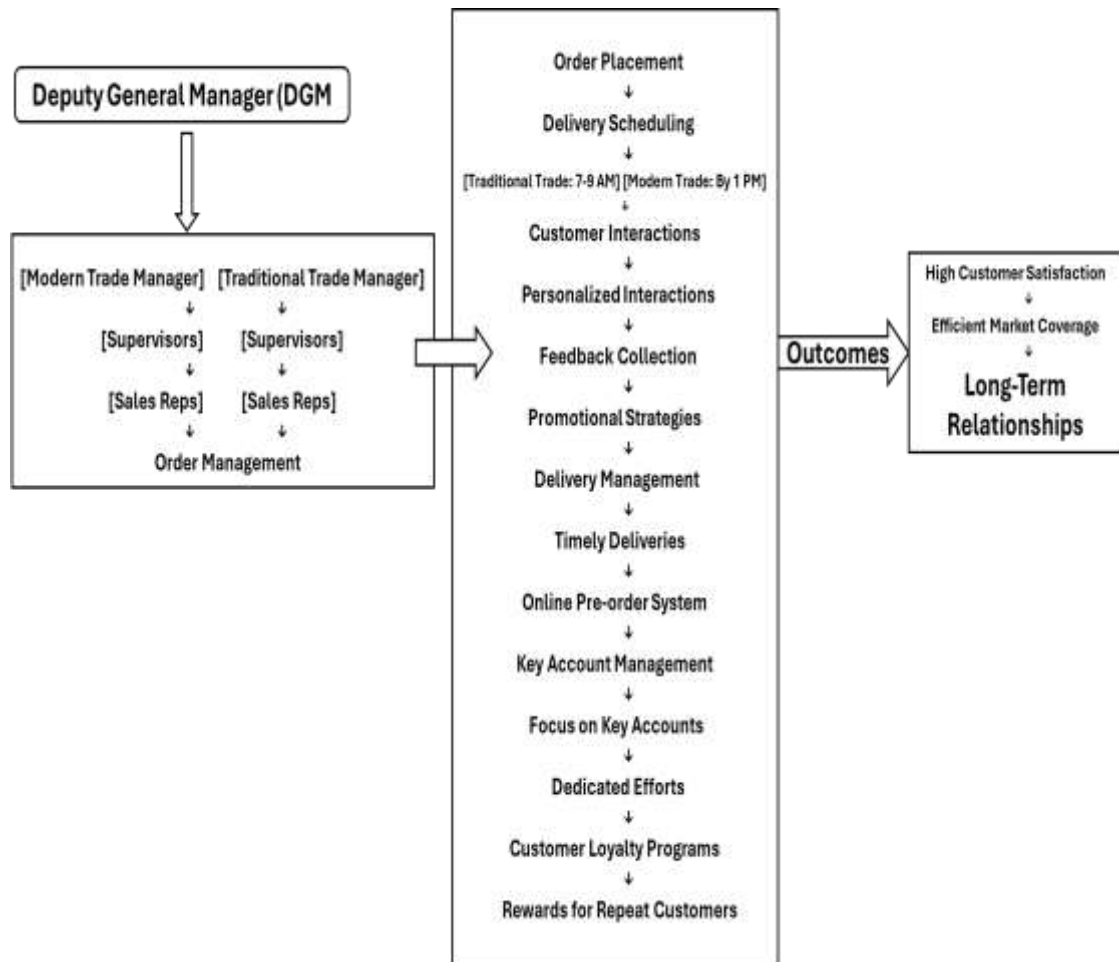 Deputy General Manager (DGM
[Modern Trade Manager] [Traditional Trade Manager]
↓ ↓
[Supervisors] [Supervisors]
↓ ↓
[Sales Reps] [Sales Reps]
↓ ↓
Order Management
Order Placement
↓
Delivery Scheduling
↓
[Traditional Trade: 7-9 AM] [Modern Trade: By 1 PM]
↓
Customer Interactions
↓
Personalized Interactions
↓
Feedback Collection
↓
Promotional Strategies
↓
Delivery Management
↓
Timely Deliveries
↓
Online Pre-order System
↓
Key Account Management
↓
Focus on Key Accounts
↓
Dedicated Efforts
↓
Customer Loyalty Programs
↓
Rewards for Repeat Customers
Outcomes
High Customer Satisfaction
↓
Efficient Market Coverage
↓
Long-Term
Relationships